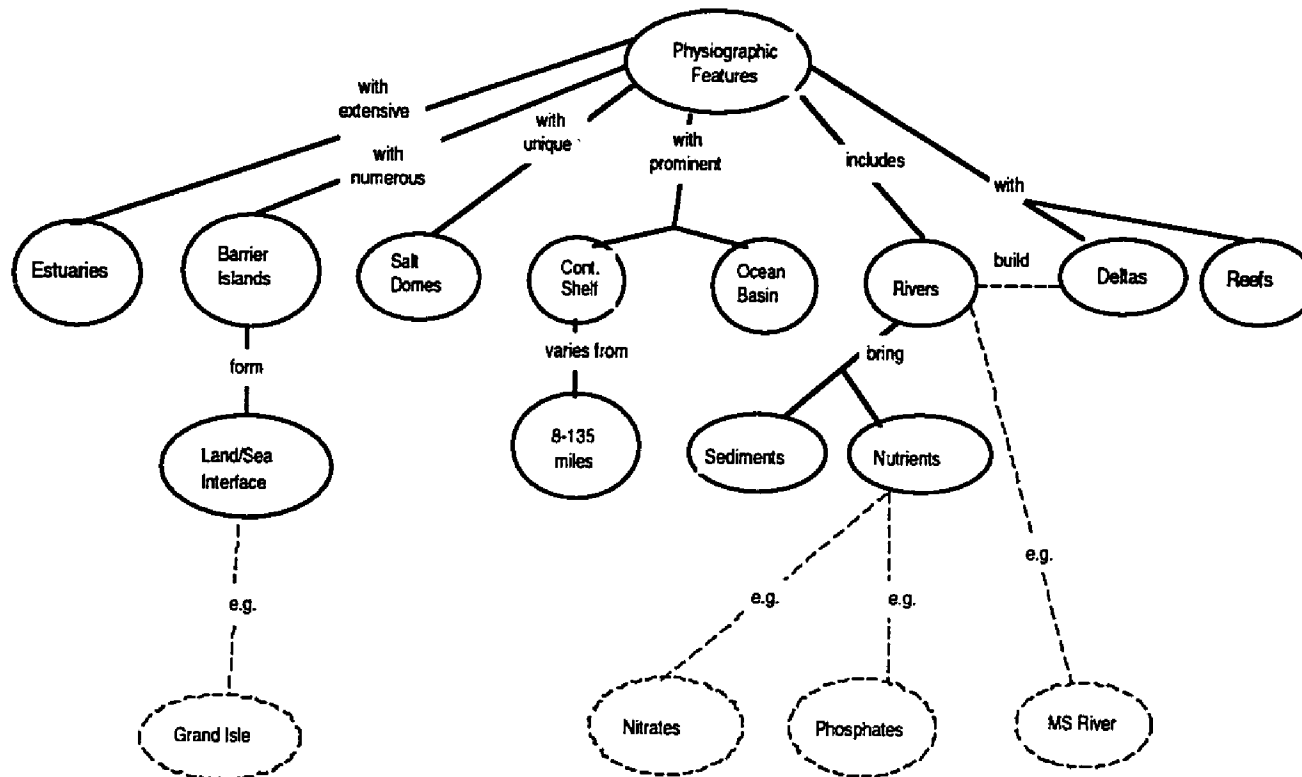 Physiographic
Features
with
extensive
with
numerous
with
unique
with
prominent
includes
with
Estuaries
Barrier
Islands
Salt
Domes
Cont.
Shelf
Ocean
Basin
Rivers
build
Deltas
Reefs
form
varies from
bring
Land/Sea
Interface
8-135
miles
Sediments
Nutrients
e.g.
e.g.
e.g.
e.g.
Grand Isle
Nitrates
Phosphates
MS River